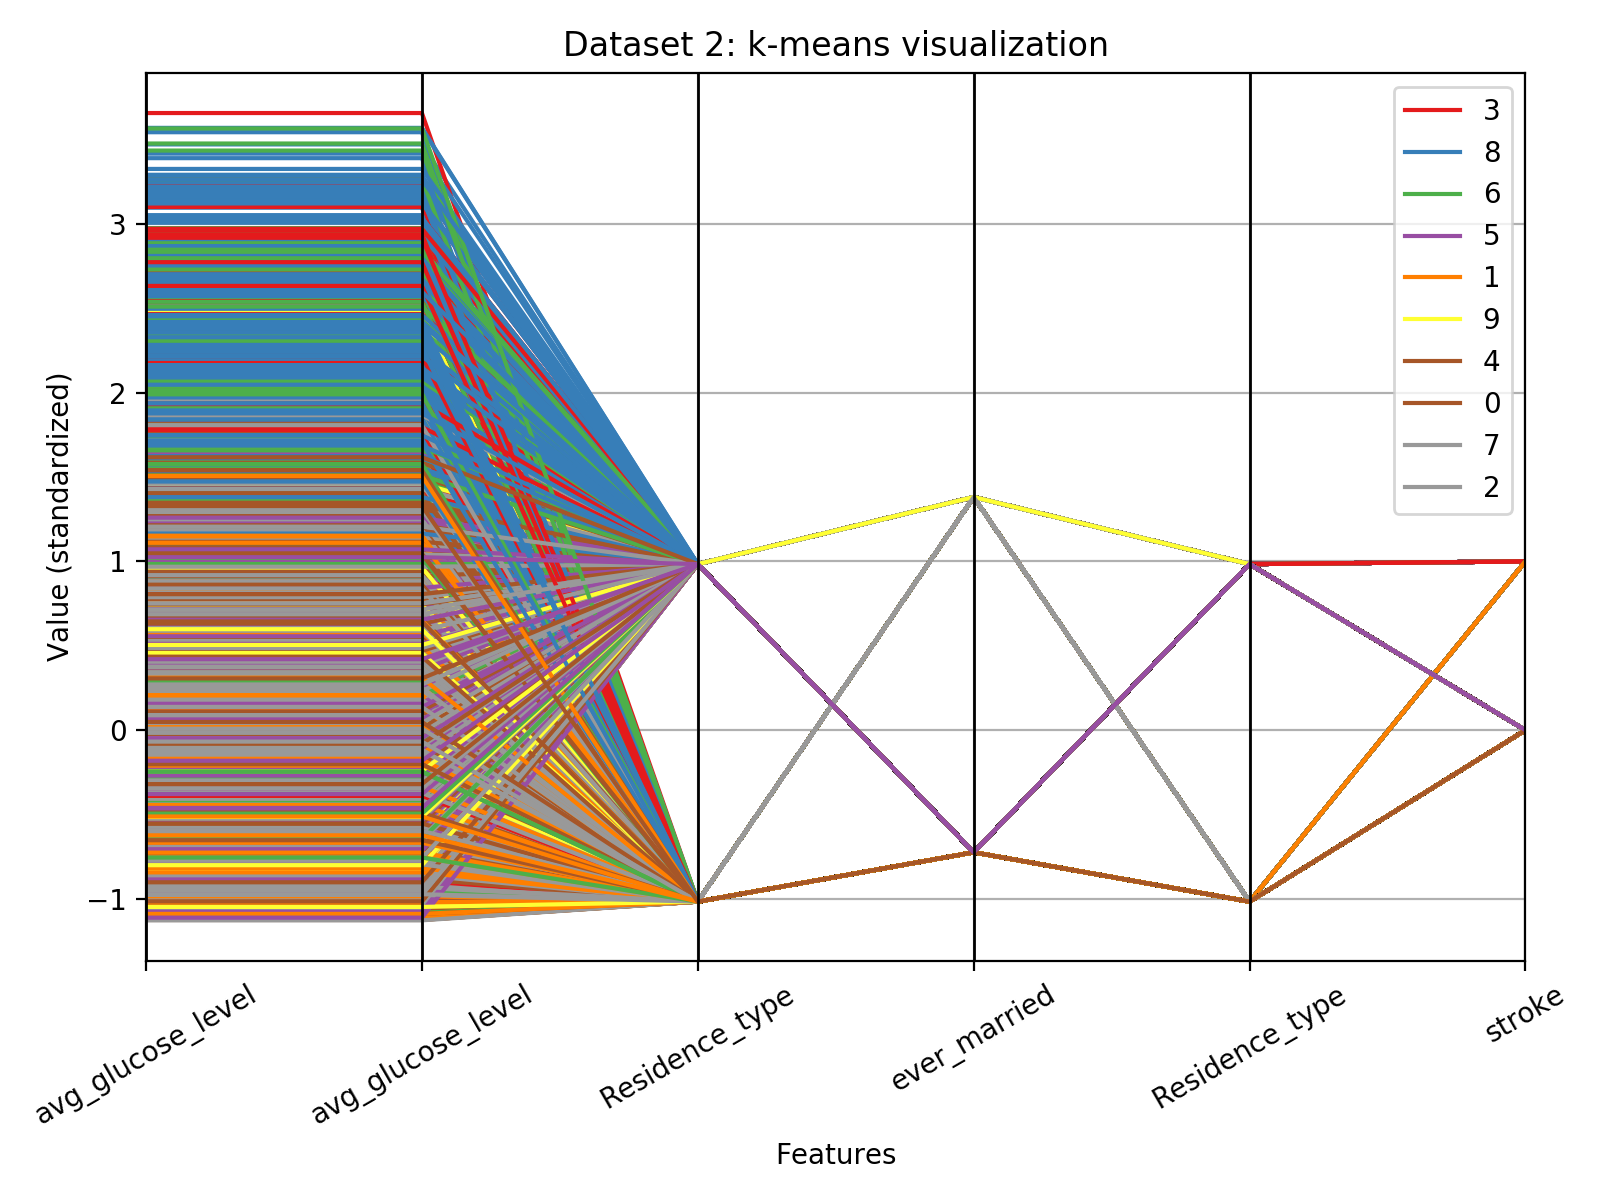 Dataset 2: k-means visualization
3
8
6
5
1
9
4
0
7
2
Value (standardized)
3
2
1
0
−1
avg_glucose_level
avg_glucose_level
Residence_type
ever_married
Residence_type
stroke
Features